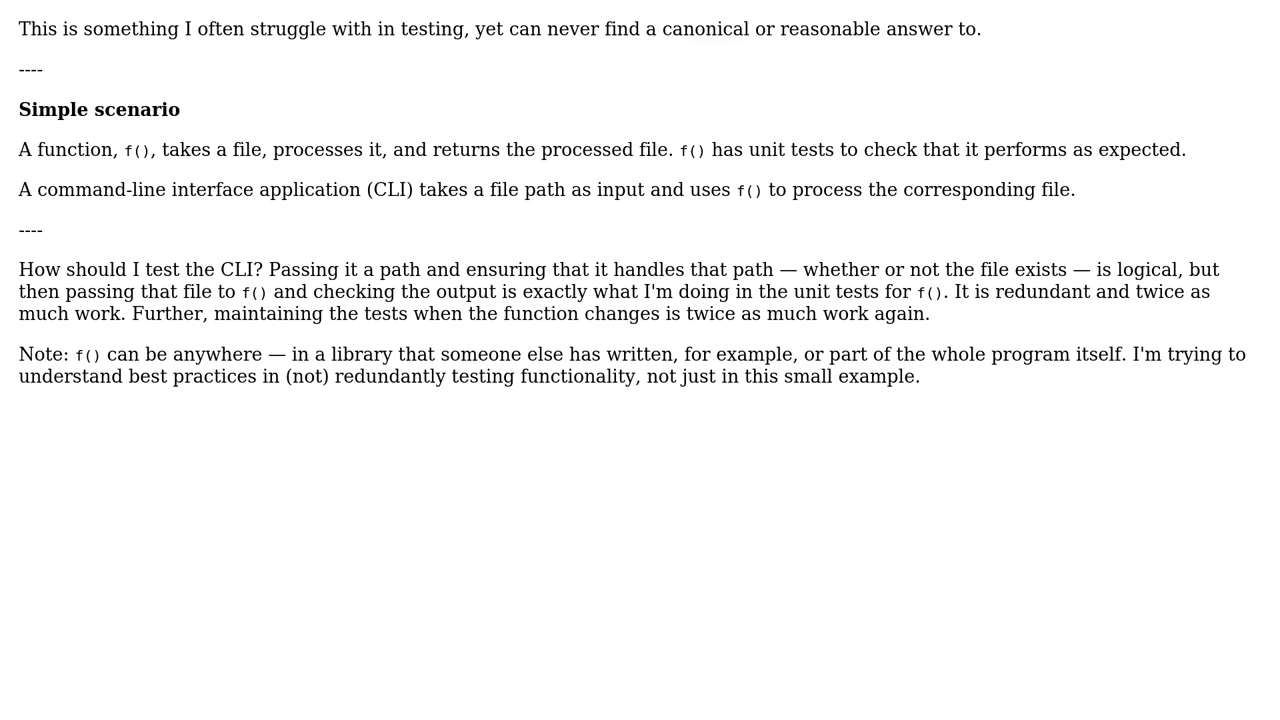 This is something I often struggle with in testing, yet can never find a canonical or reasonable answer to.
----
Simple scenario
A function, f(), takes a file, processes it, and returns the processed file. f() has unit tests to check that it performs as expected.
A command-line interface application (CLI) takes a file path as input and uses f() to process the corresponding file.
----
How should I test the CLI? Passing it a path and ensuring that it handles that path — whether or not the file exists — is logical, but
then passing that file to f() and checking the output is exactly what I'm doing in the unit tests for f(). It is redundant and twice as
much work. Further, maintaining the tests when the function changes is twice as much work again.
Note: f() can be anywhere — in a library that someone else has written, for example, or part of the whole program itself. I'm trying to
understand best practices in (not) redundantly testing functionality, not just in this small example.